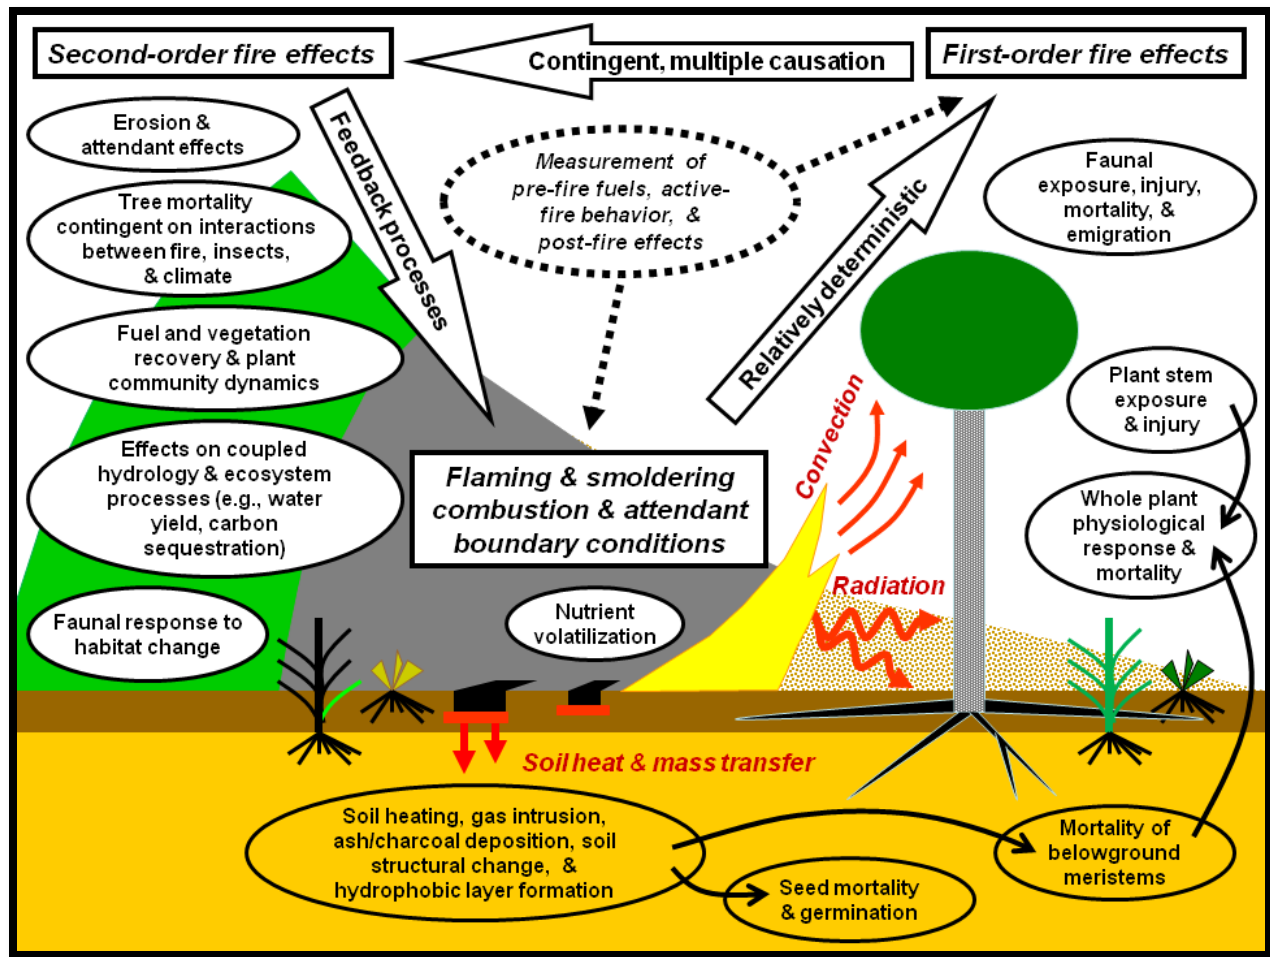 Second-order fire effects
Contingent, multiple causation
First-order fire effects
Erosion &
attendant effects
Tree mortality
contingent on interactions
between fire, insects,
& climate
Fuel and vegetation
recovery & plant
community dynamics
Effects on coupled
hydrology & ecosystem
processes (e.g., water
yield, carbon
sequestration)
Faunal response to
habitat change
Feedback processes
Measurement of
pre-fire fuels, active-
fire behavior, &
post-fire effects
Relatively deterministic
Faunal
exposure, injury,
mortality, &
emigration
Plant stem
exposure
& injury
Whole plant
physiological
response &
mortality
Flaming & smoldering
combustion & attendant
boundary conditions
Convection
Radiation
Nutrient
volatilization
Soil heat & mass transfer
Soil heating, gas intrusion,
ash/charcoal deposition, soil
structural change, &
hydrophobic layer formation
Seed mortality
& germination
Mortality of
belowground
meristems